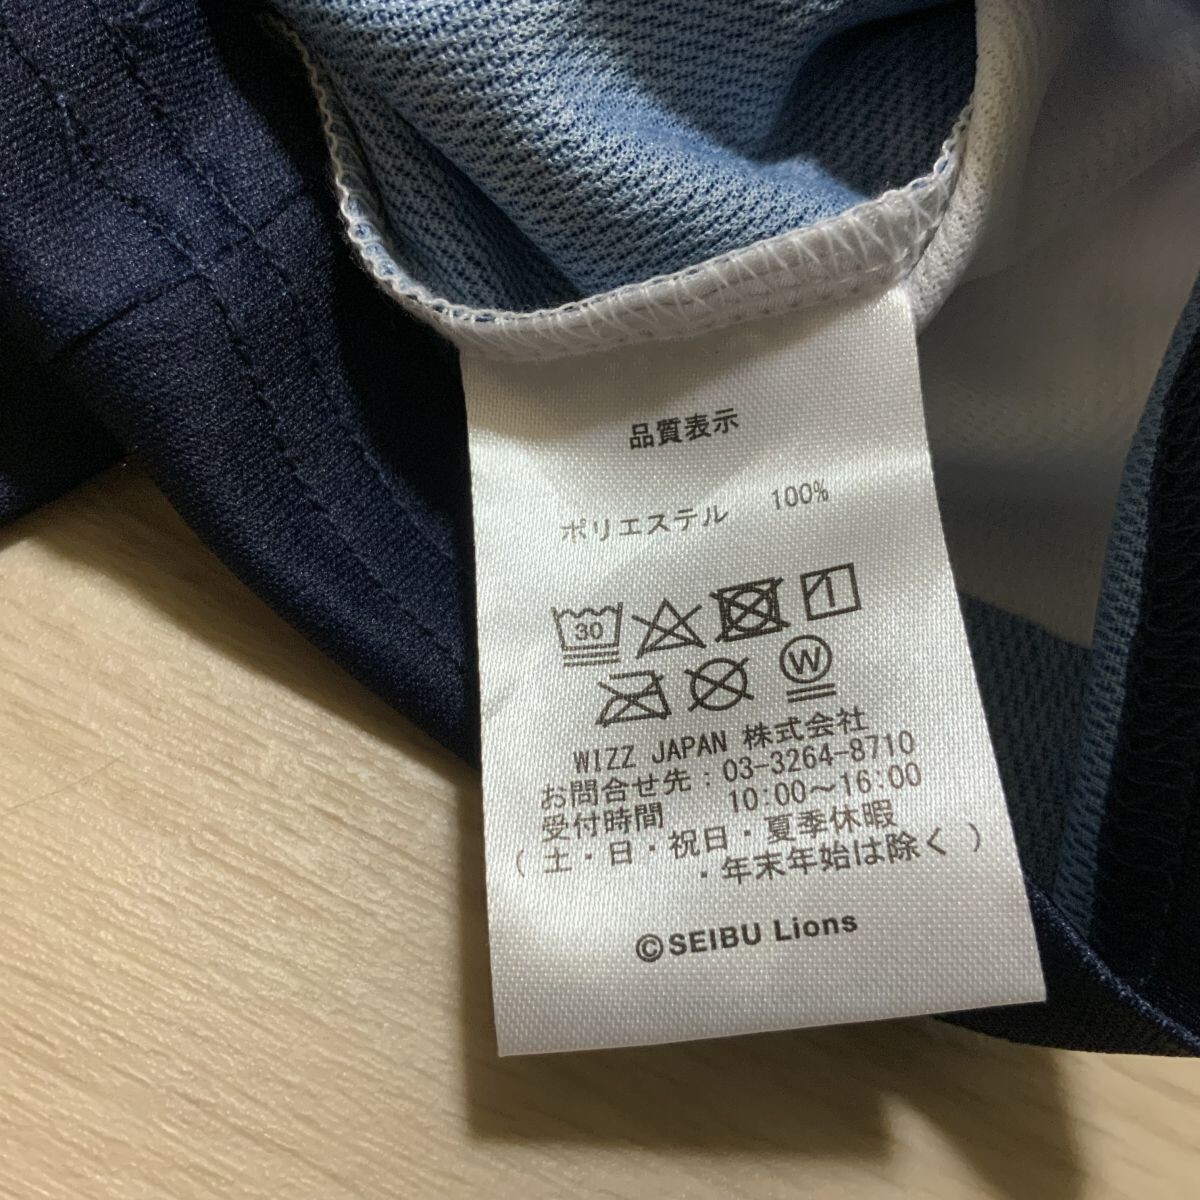 品質表示
ポリエステル 100%
30
W
WIZZ JAPAN 株式会社
お問合せ先：03-3264-8710
受付時間 10:00～16:00
(土・日・祝日・夏季休暇
・年末年始は除く)
©SEIBU Lions